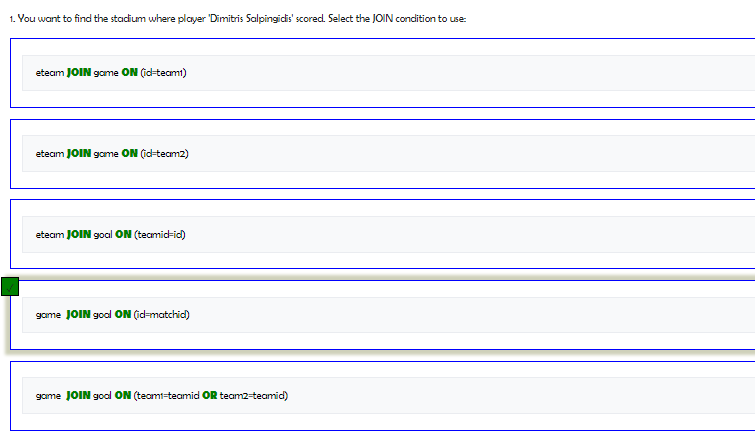 1. You want to find the stadium where player 'Dimitris Salpingidis' scored. Select the JOIN condition to use:
eteam JOIN game ON (id=team1)
eteam JOIN game ON (id=team2)
eteam JOIN goal ON (teamid=id)
game JOIN goal ON (id=matchid)
game JOIN goal ON (team1=teamid OR team2=teamid)